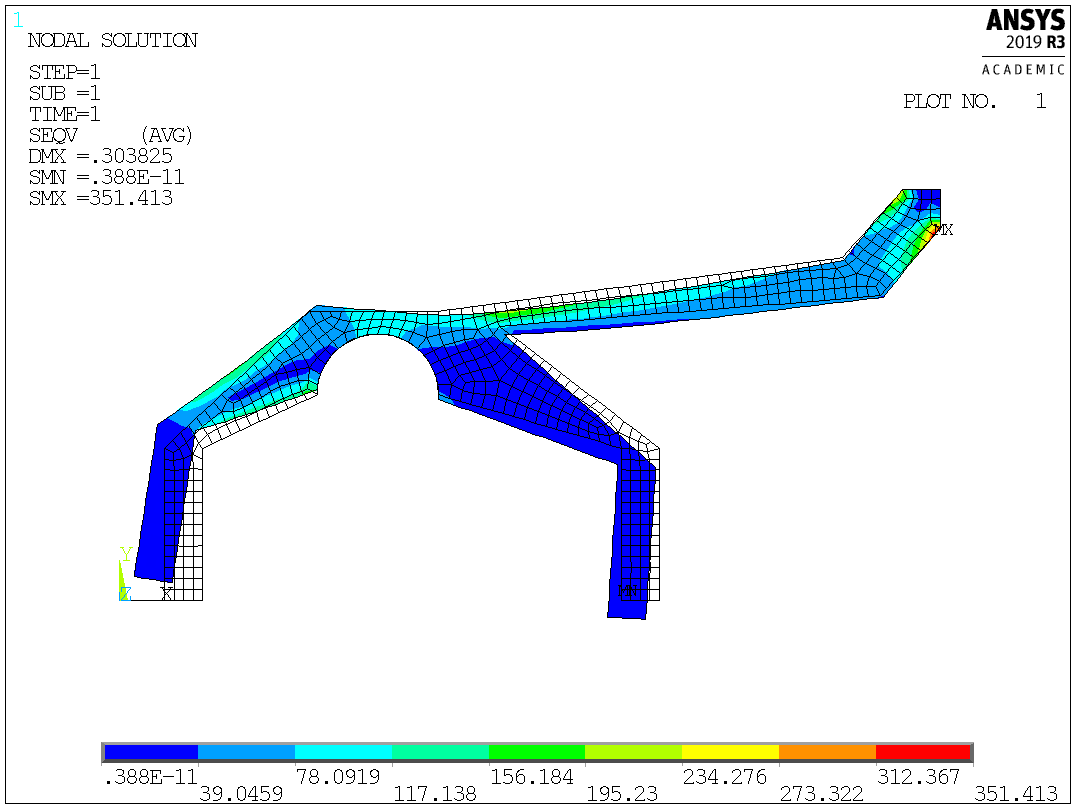 1
NODAL SOLUTION
STEP=1
SUB =1
TIME=1
SEQV (AVG)
DMX =.303825
SMN =.388E-11
SMX =351.413
ANSYS
2019 R3
ACADEMIC
PLOT NO. 1
MX
Y
Z X
.388E-11 78.0919 156.184 234.276 312.367
39.0459 117.138 195.23 273.322 351.413